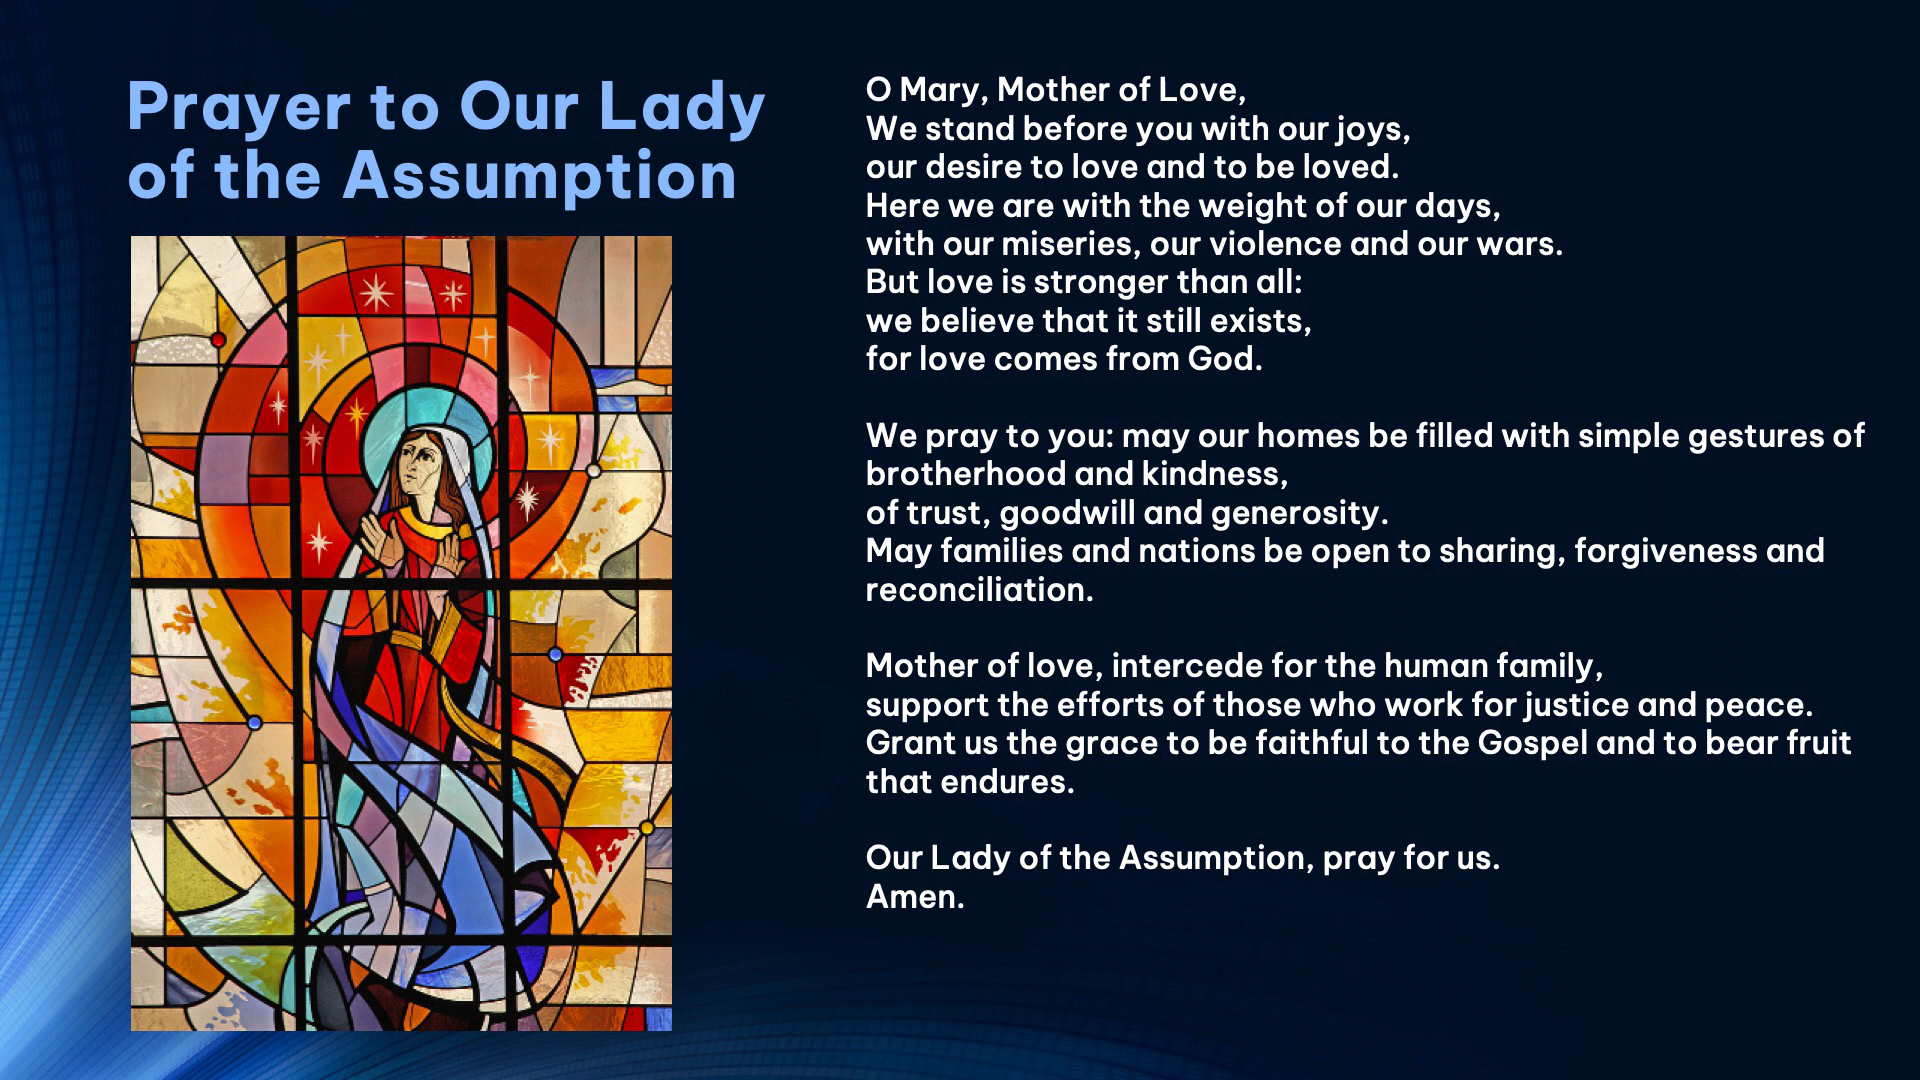 Prayer to Our Lady
of the Assumption
O Mary, Mother of Love,
We stand before you with our joys,
our desire to love and to be loved.
Here we are with the weight of our days,
with our miseries, our violence and our wars.
But love is stronger than all:
we believe that it still exists,
for love comes from God.
We pray to you: may our homes be filled with simple gestures of
brotherhood and kindness,
of trust, goodwill and generosity.
May families and nations be open to sharing, forgiveness and
reconciliation.
Mother of love, intercede for the human family,
support the efforts of those who work for justice and peace.
Grant us the grace to be faithful to the Gospel and to bear fruit
that endures.
Our Lady of the Assumption, pray for us.
Amen.